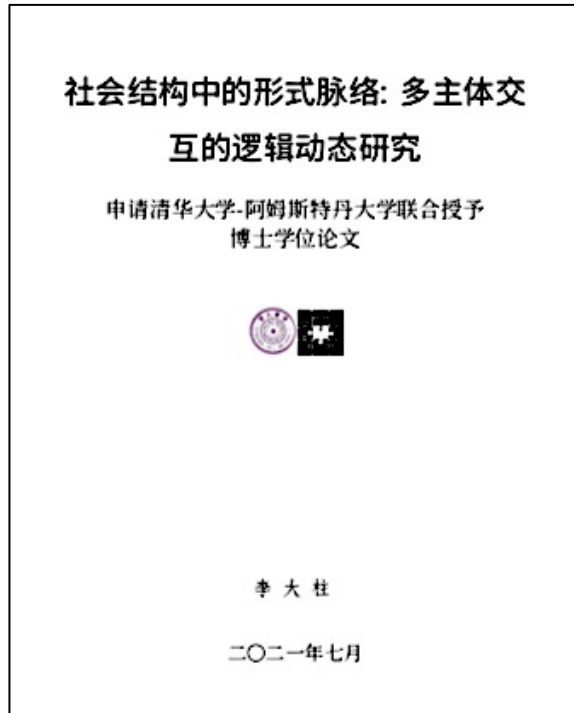 社会结构中的形式脉络: 多主体交
互的逻辑动态研究
申请清华大学-阿姆斯特丹大学联合授予
博士学位论文
李大柱
二〇二一年七月